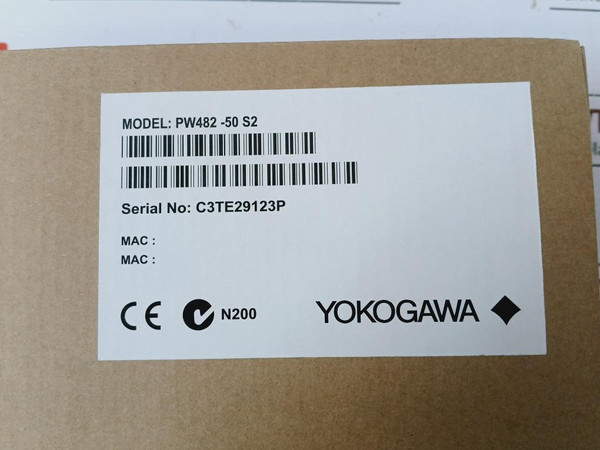 MODEL: PW482 -50 S2
Serial No: C3TE29123P
MAC :
MAC :
CE N200 YOKOGAWA